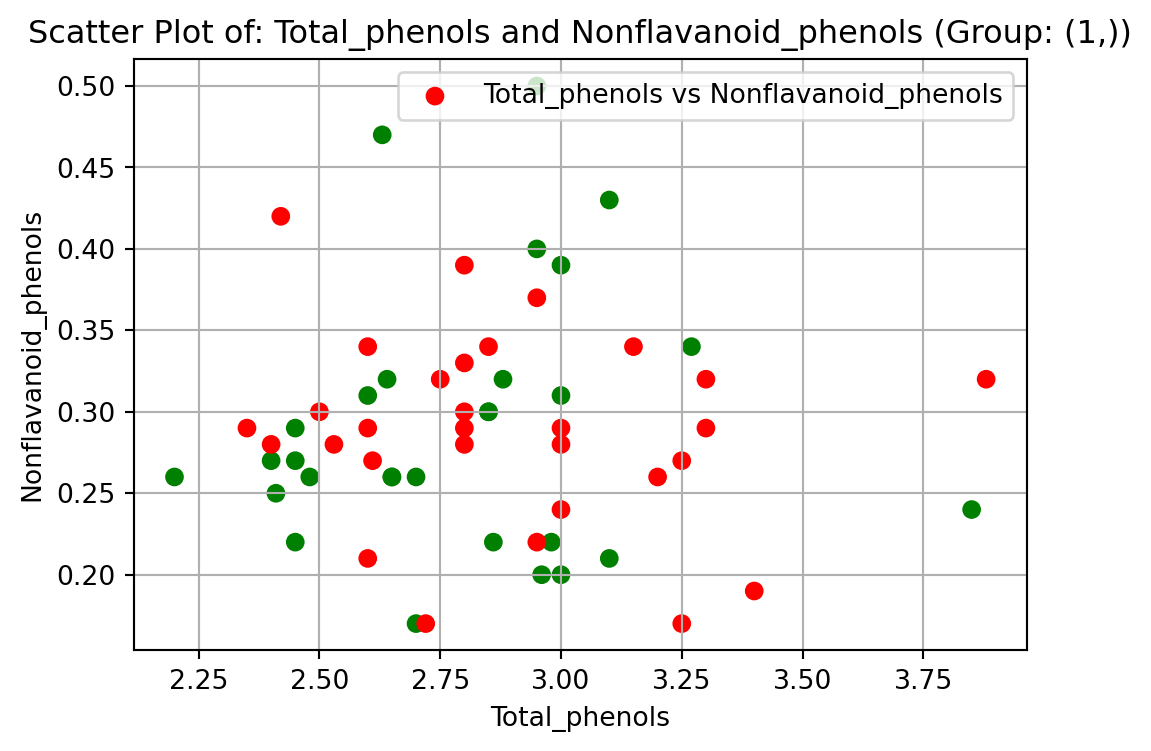 Scatter Plot of: Total_phenols and Nonflavanoid_phenols (Group: (1,))
Total_phenols vs Nonflavanoid_phenols
Nonflavanoid_phenols
0.50
0.45
0.40
0.35
0.30
0.25
0.20
2.25 2.50 2.75 3.00 3.25 3.50 3.75
Total_phenols